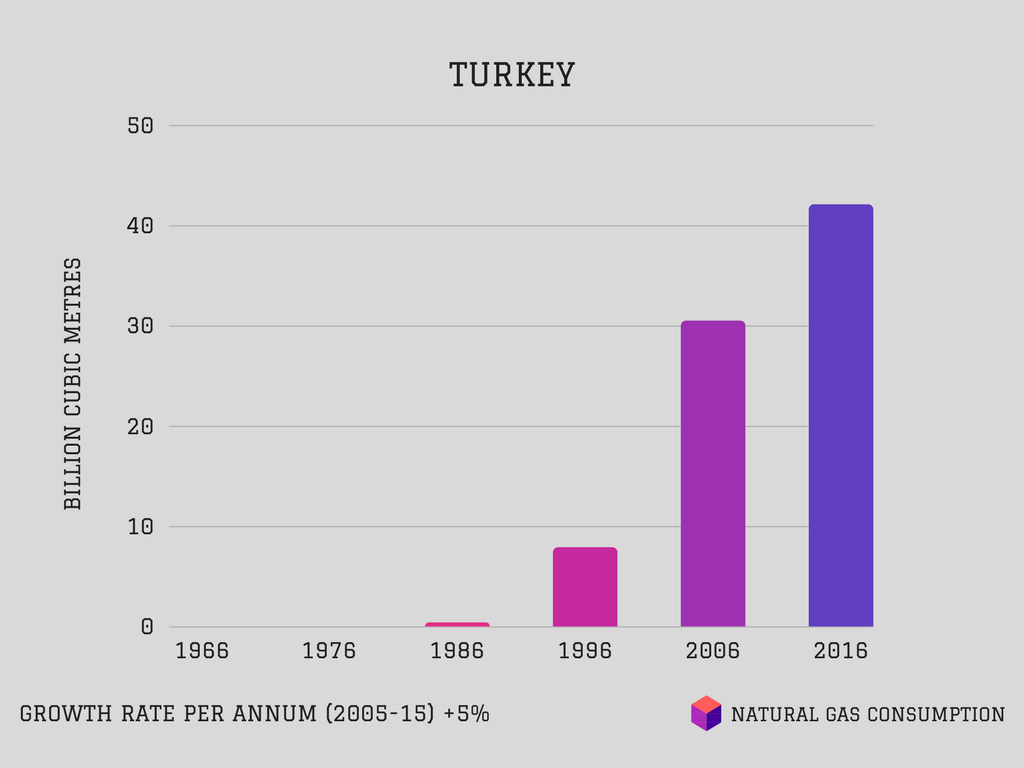 TURKEY
50
40
30
20
10
0
BILLION CUBIC METRES
1966 1976 1986 1996 2006 2016
GROWTH RATE PER ANNUM (2005-15) +5%
NATURAL GAS CONSUMPTION